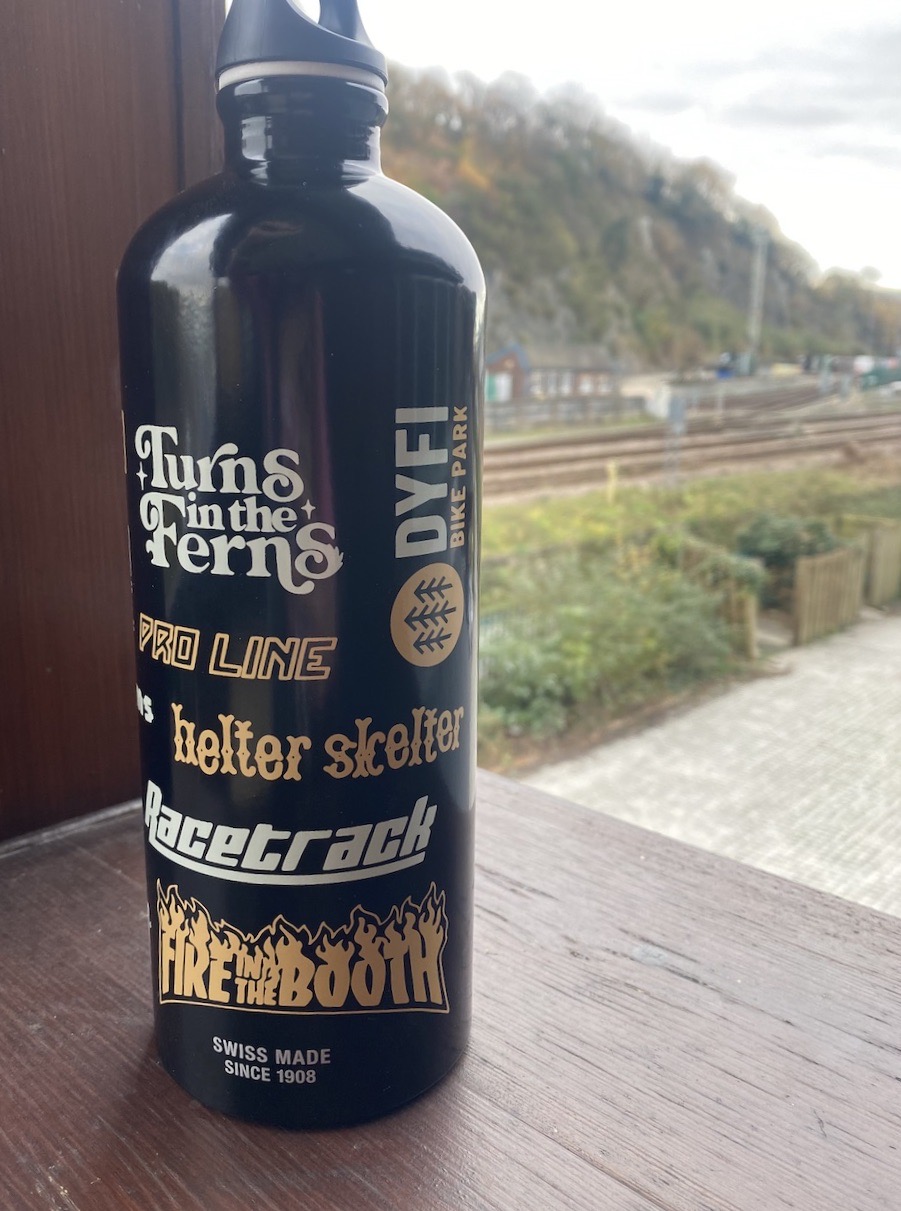 Turns
in the
Ferns
DYFI
BIKE PARK
PRO LINE
helter skelter
Racetrack
FIRE IN THE BOOTH
SWISS MADE
SINCE 1908